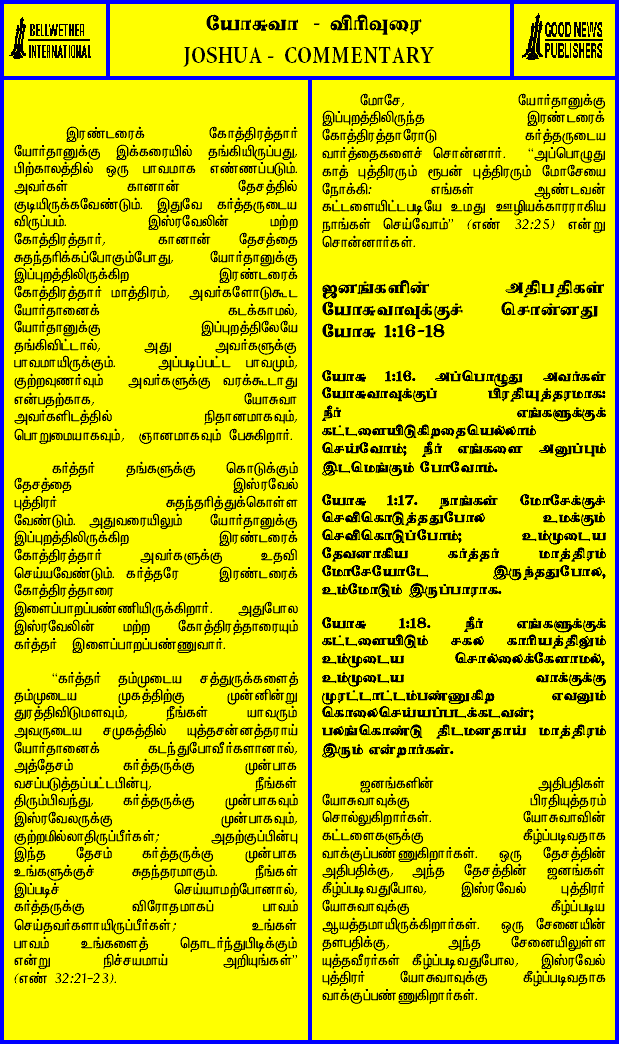 BELLWETHER
INTERNATIONAL
யோசுவா - விரிவுரை
JOSHUA - COMMENTARY
GOOD NEWS
PUBLISHERS
இரண்டரைக் கோத்திரத்தார்
யோர்தானுக்கு இக்கரையில் தங்கியிருப்பது,
பிற்காலத்தில் ஒரு பாவமாக எண்ணப்படும்.
அவர்கள் கானான் தேசத்தில்
குடியிருக்கவேண்டும். இதுவே கர்த்தருடைய
விருப்பம். இஸ்ரவேலின் மற்ற
கோத்திரத்தார், கானான் தேசத்தை
சுதந்தரிக்கப்போகும்போது, யோர்தானுக்கு
இப்புறத்திலிருக்கிற இரண்டரைக்
கோத்திரத்தார் மாத்திரம், அவர்களோடுகூட
யோர்தானைக் கடக்காமல்,
யோர்தானுக்கு இப்புறத்திலேயே
தங்கிவிட்டால், அது அவர்களுக்கு
பாவமாயிருக்கும். அப்படிப்பட்ட பாவமும்,
குற்றவுணர்வும் அவர்களுக்கு வரக்கூடாது
என்பதற்காக, யோசுவா
அவர்களிடத்தில் நிதானமாகவும்,
பொறுமையாகவும், ஞானமாகவும் பேசுகிறார்.
கர்த்தர் தங்களுக்கு கொடுக்கும்
தேசத்தை இஸ்ரவேல்
புத்திரர் சுதந்தரித்துக்கொள்ள
வேண்டும். அதுவரையிலும் யோர்தானுக்கு
இப்புறத்திலிருக்கிற இரண்டரைக்
கோத்திரத்தார் அவர்களுக்கு உதவி
செய்யவேண்டும். கர்த்தரே இரண்டரைக்
கோத்திரத்தாரை
இளைப்பாறப்பண்ணியிருக்கிறார். அதுபோல
இஸ்ரவேலின் மற்ற கோத்திரத்தாரையும்
கர்த்தர் இளைப்பாறப்பண்ணுவார்.
“கர்த்தர் தம்முடைய சத்துருக்களைத்
தம்முடைய முகத்திற்கு முன்னின்று
துரத்திவிடுமளவும், நீங்கள் யாவரும்
அவருடைய சமுகத்தில் யுத்தசன்னத்தராய்
யோர்தானைக் கடந்துபோவீர்களானால்,
அத்தேசம் கர்த்தருக்கு முன்பாக
வசப்படுத்தப்பட்டபின்பு, நீங்கள்
திரும்பிவந்து, கர்த்தருக்கு முன்பாகவும்
இஸ்ரவேலருக்கு முன்பாகவும்,
குற்றமில்லாதிருப்பீர்கள்; அதற்குப்பின்பு
இந்த தேசம் கர்த்தருக்கு முன்பாக
உங்களுக்குச் சுதந்தரமாகும். நீங்கள்
இப்படிச் செய்யாமற்போனால்,
கர்த்தருக்கு விரோதமாகப் பாவம்
செய்தவர்களாயிருப்பீர்கள்; உங்கள்
பாவம் உங்களைத் தொடர்ந்துபிடிக்கும்
என்று நிச்சயமாய் அறியுங்கள்”
(எண் 32:21-23).
மோசே, யோர்தானுக்கு
இப்புறத்திலிருந்த இரண்டரைக்
கோத்திரத்தாரோடு கர்த்தருடைய
வார்த்தைகளைச் சொன்னார். “அப்பொழுது
காத் புத்திரரும் ரூபன் புத்திரரும் மோசேயை
நோக்கி: எங்கள் ஆண்டவன்
கட்டளையிட்டபடியே உமது ஊழியக்காரராகிய
நாங்கள் செய்வோம்” (எண் 32:25) என்று
சொன்னார்கள்.
ஜனங்களின் அதிபதிகள்
யோசுவாவுக்குச் சொன்னது
யோசு 1:16-18
யோசு 1:16. அப்பொழுது அவர்கள்
யோசுவாவுக்குப் பிரதியுத்தரமாக:
நீர் எங்களுக்குக்
கட்டளையிடுகிறதையெல்லாம்
செய்வோம்; நீர் எங்களை அனுப்பும்
இடமெங்கும் போவோம்.
யோசு 1:17. நாங்கள் மோசேக்குச்
செவிகொடுத்ததுபோல உமக்கும்
செவிகொடுப்போம்; உம்முடைய
தேவனாகிய கர்த்தர் மாத்திரம்
மோசேயோடே இருந்ததுபோல,
உம்மோடும் இருப்பாராக.
யோசு 1:18. நீர் எங்களுக்குக்
கட்டளையிடும் சகல காரியத்திலும்
உம்முடைய சொல்லைக்கேளாமல்,
உம்முடைய வாக்குக்கு
முரட்டாட்டம்பண்ணுகிற எவனும்
கொலைசெய்யப்படக்கடவன்;
பலங்கொண்டு திடமனதாய் மாத்திரம்
இரும் என்றார்கள்.
ஜனங்களின் அதிபதிகள்
யோசுவாவுக்கு பிரதியுத்தரம்
சொல்லுகிறார்கள். யோசுவாவின்
கட்டளைகளுக்கு கீழ்ப்படிவதாக
வாக்குப்பண்ணுகிறார்கள். ஒரு தேசத்தின்
அதிபதிக்கு, அந்த தேசத்தின் ஜனங்கள்
கீழ்ப்படிவதுபோல, இஸ்ரவேல் புத்திரர்
யோசுவாவுக்கு கீழ்ப்படிய
ஆயத்தமாயிருக்கிறார்கள். ஒரு சேனையின்
தளபதிக்கு, அந்த சேனையிலுள்ள
யுத்தவீரர்கள் கீழ்ப்படிவதுபோல, இஸ்ரவேல்
புத்திரர் யோசுவாவுக்கு கீழ்ப்படிவதாக
வாக்குப்பண்ணுகிறார்கள்.